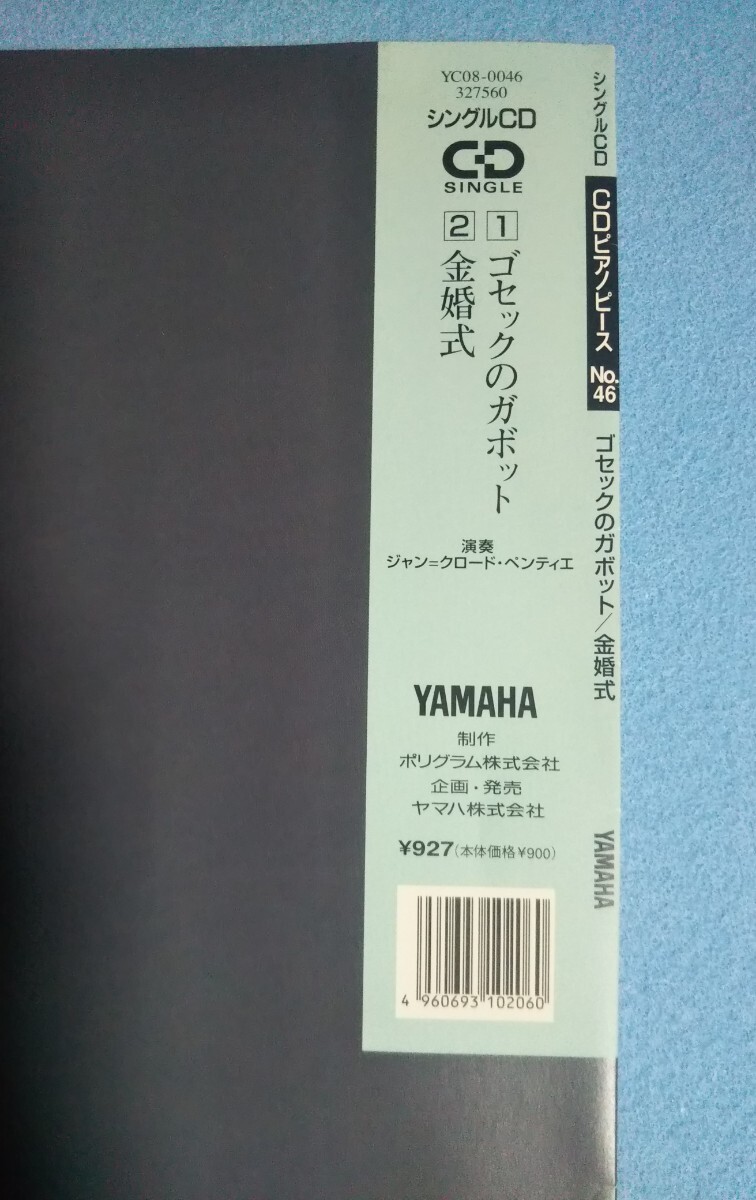 YC08-0046
327560
シングルCD
CD
SINGLE
1 ゴセックのガボット
2 金婚式
演奏
ジャン=クロード・ペンティエ
YAMAHA
制作
ポリグラム株式会社
企画・発売
ヤマハ株式会社
¥927(本体価格¥900)
4 960693 102060
シングルCD
CDピアノピース No.46
ゴセックのガボット/金婚式
YAMAHA